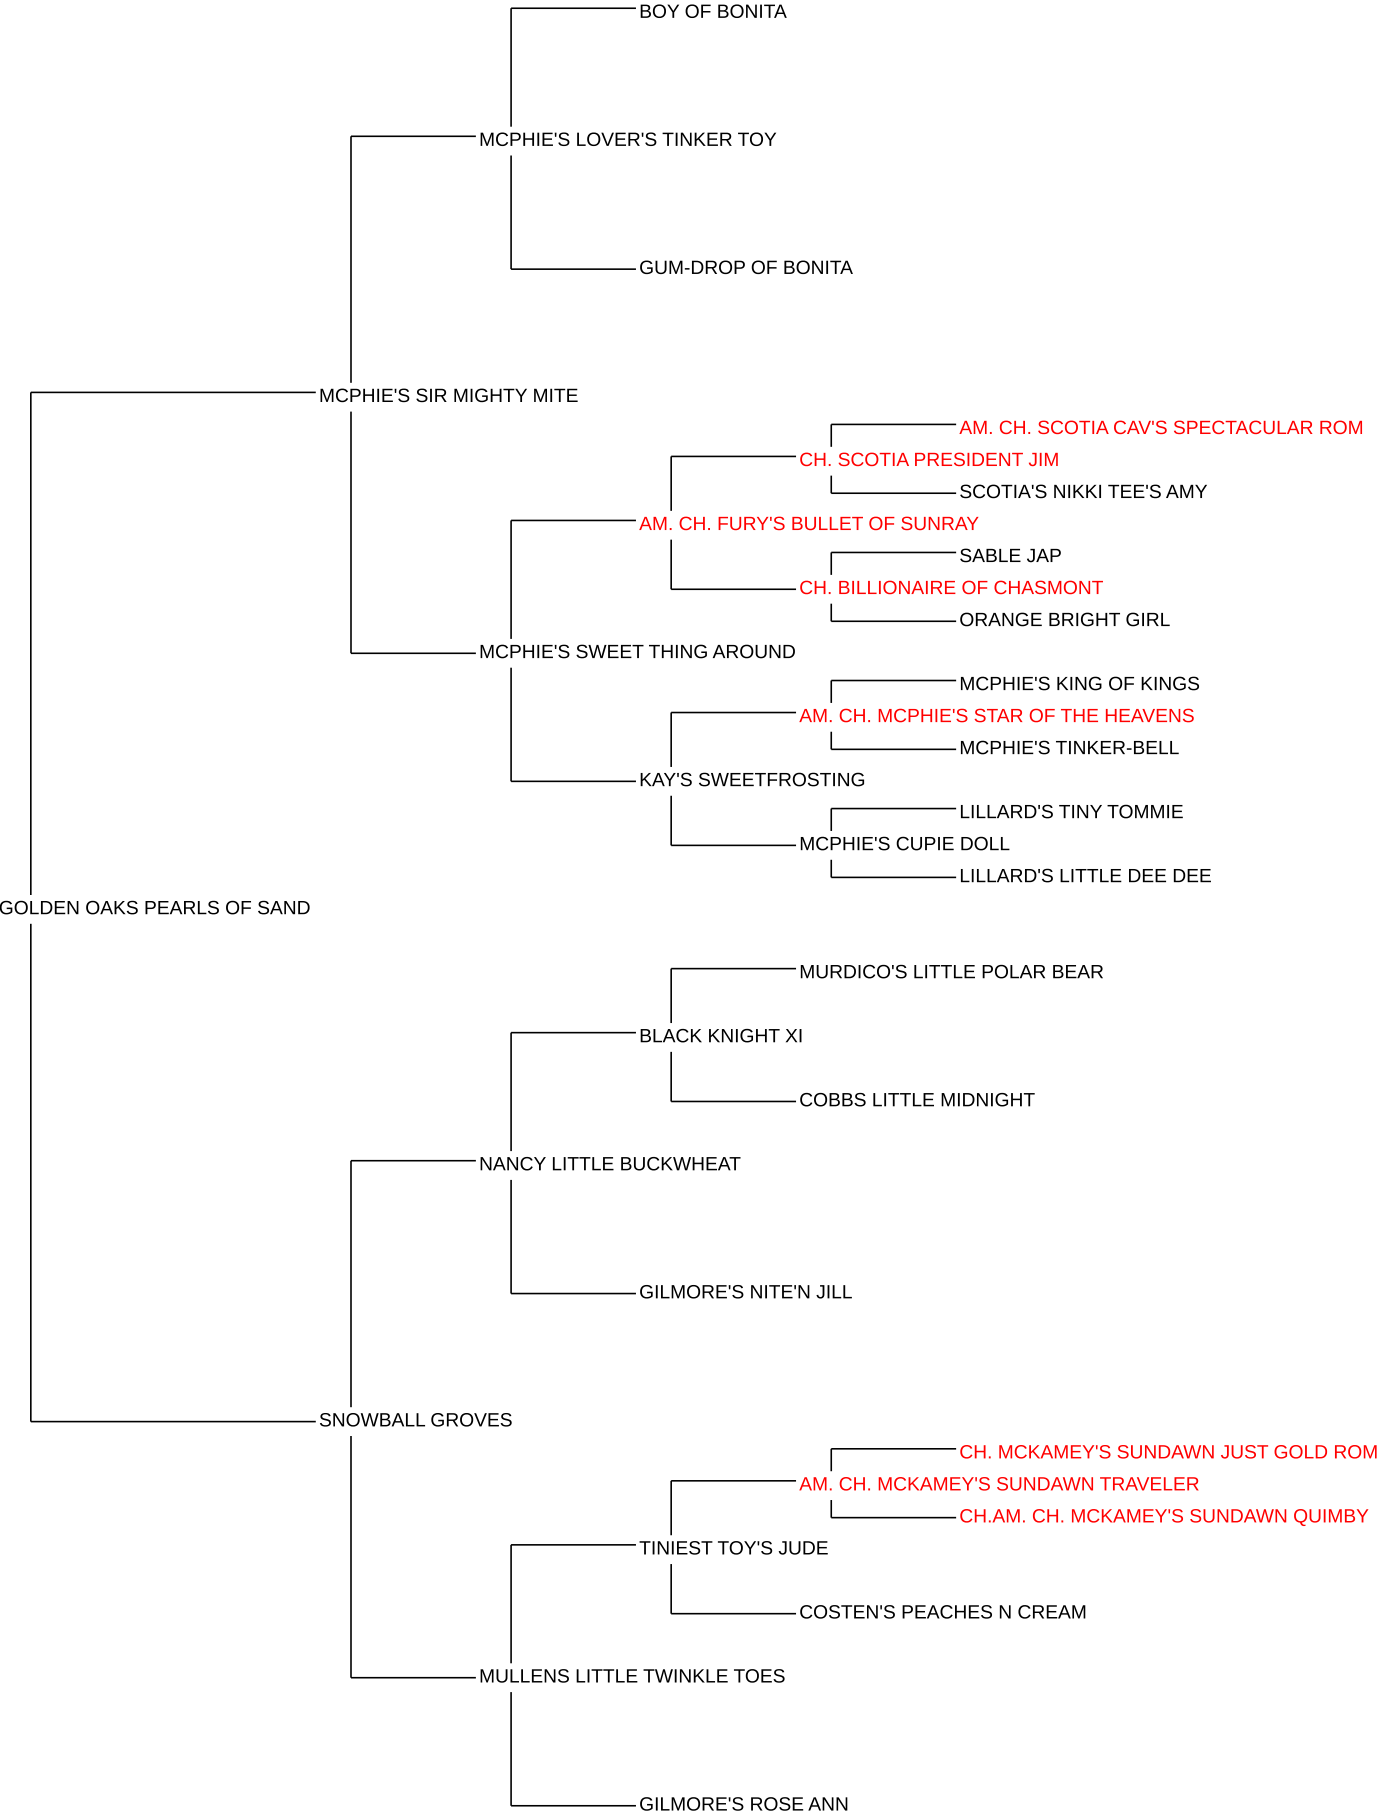 BOY OF BONITA
MCPHIE'S LOVER'S TINKER TOY
GUM-DROP OF BONITA
MCPHIE'S SIR MIGHTY MITE
AM. CH. SCOTIA CAV'S SPECTACULAR ROM
CH. SCOTIA PRESIDENT JIM
SCOTIA'S NIKKI TEE'S AMY
AM. CH. FURY'S BULLET OF SUNRAY
SABLE JAP
CH. BILLIONAIRE OF CHASMONT
ORANGE BRIGHT GIRL
MCPHIE'S SWEET THING AROUND
MCPHIE'S KING OF KINGS
AM. CH. MCPHIE'S STAR OF THE HEAVENS
MCPHIE'S TINKER-BELL
KAY'S SWEETFROSTING
LILLARD'S TINY TOMMIE
MCPHIE'S CUPIE DOLL
LILLARD'S LITTLE DEE DEE
GOLDEN OAKS PEARLS OF SAND
MURDICO'S LITTLE POLAR BEAR
BLACK KNIGHT XI
COBBS LITTLE MIDNIGHT
NANCY LITTLE BUCKWHEAT
GILMORE'S NITE'N JILL
SNOWBALL GROVES
CH. MCKAMEY'S SUNDAWN JUST GOLD ROM
AM. CH. MCKAMEY'S SUNDAWN TRAVELER
CH.AM. CH. MCKAMEY'S SUNDAWN QUIMBY
TINIEST TOY'S JUDE
COSTEN'S PEACHES N CREAM
MULLENS LITTLE TWINKLE TOES
GILMORE'S ROSE ANN